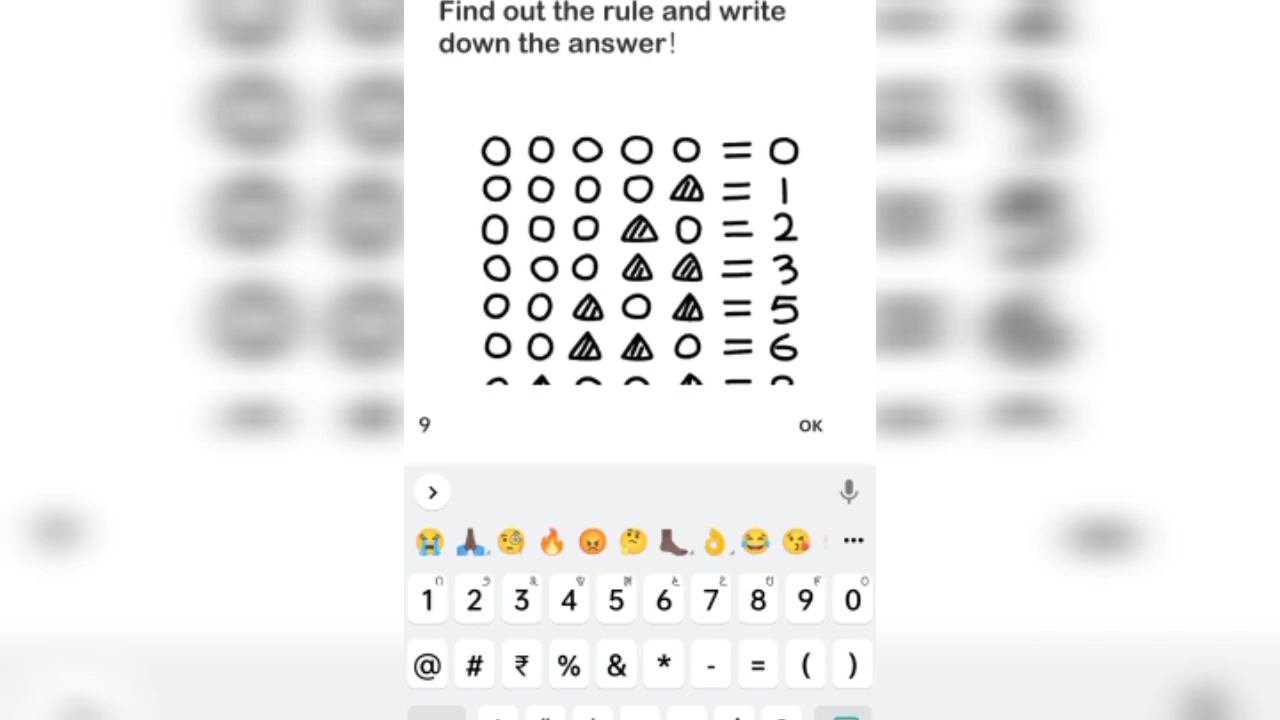 Find out the rule and write
down the answer!
= 0
= 1
= 2
= 3
= 5
= 6
9
OK
1 2 3 4 5 6 7 8 9 0
@ # ₹ % & * - = ( )